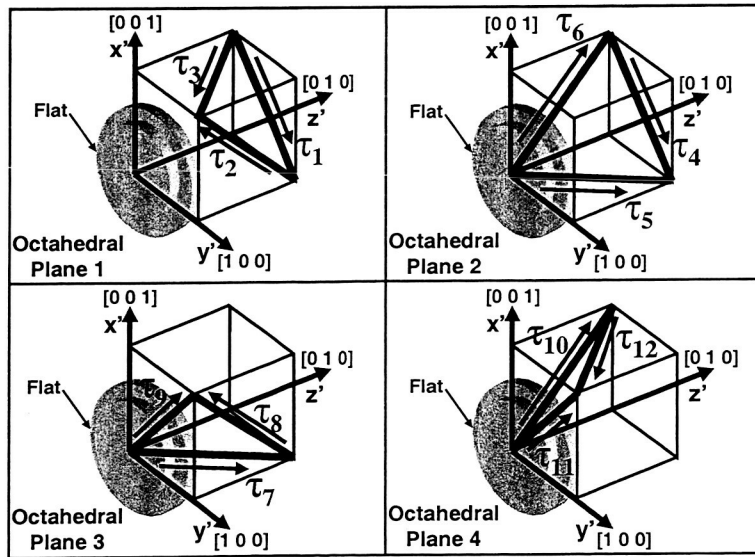 [0 0 1]
x'
τ3
[0 1 0]
z'
Flat
τ1
τ2
Octahedral
Plane 1
y'
[1 0 0]
[0 0 1]
x'
τ6
[0 1 0]
z'
Flat
τ4
τ5
Octahedral
Plane 2
y'
[1 0 0]
[0 0 1]
x'
[0 1 0]
z'
Flat
τ9
τ8
τ7
Octahedral
Plane 3
y'
[1 0 0]
[0 0 1]
x'
τ10
τ12
[0 1 0]
z'
Flat
τ11
Octahedral
Plane 4
y'
[1 0 0]